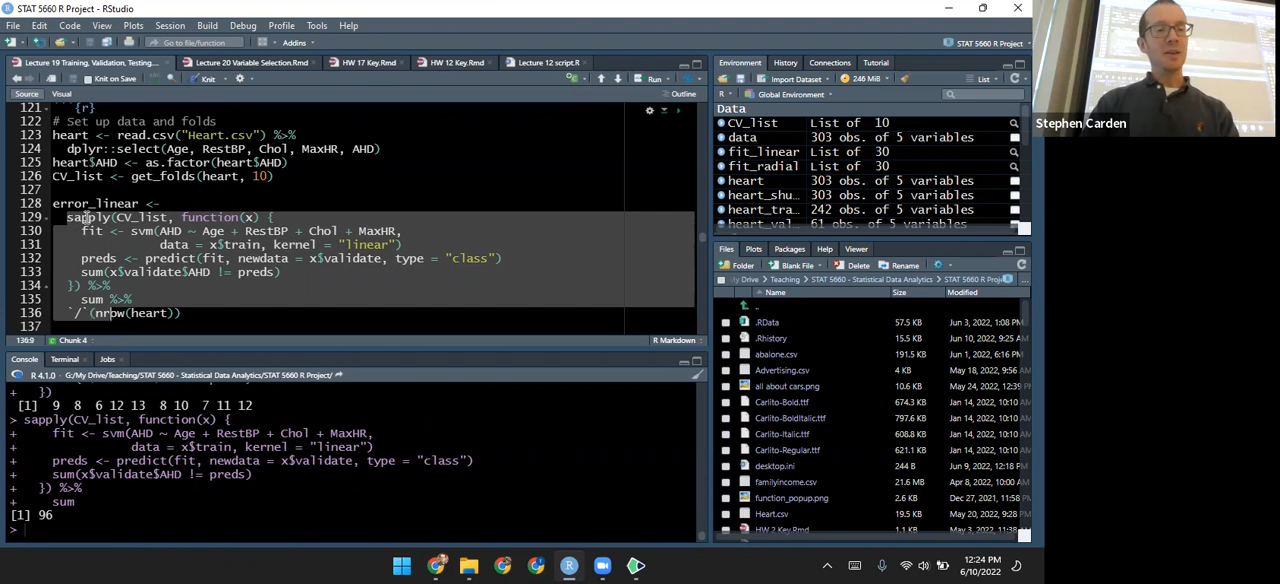 STAT 5660 R Project - RStudio
File Edit Code View Plots Session Build Debug Profile Tools Help
Go to file/function Addins STAT 5660 R Project
Lecture 19 Training, Validation, Testing... Lecture 20 Variable Selection.Rmd HW 17 Key.Rmd HW 12 Key.Rmd Lecture 12 script.R
Knit on Save Knit Run
Source Visual Outline
121 ```{r}
122 # Set up data and folds
123 heart <- read.csv("Heart.csv") %>%
124 dplyr::select(Age, RestBP, Chol, MaxHR, AHD)
125 heart$AHD <- as.factor(heart$AHD)
126 CV_list <- get_folds(heart, 10)
127
128 error_linear <-
129 sapply(CV_list, function(x) {
130 fit <- svm(AHD ~ Age + RestBP + Chol + MaxHR,
131 data = x$train, kernel = "linear")
132 preds <- predict(fit, newdata = x$validate, type = "class")
133 sum(x$validate$AHD != preds)
134 }) %>%
135 sum %>%
136 `/`(nrow(heart))
137
136:9 Chunk 4 R Markdown
Console Terminal Jobs
R 4.1.0 · G:/My Drive/Teaching/STAT 5660 - Statistical Data Analytics/STAT 5660 R Project/
+ })
[1] 9 8 6 12 13 8 10 7 11 12
> sapply(CV_list, function(x) {
+ fit <- svm(AHD ~ Age + RestBP + Chol + MaxHR,
+ data = x$train, kernel = "linear")
+ preds <- predict(fit, newdata = x$validate, type = "class")
+ sum(x$validate$AHD != preds)
+ }) %>%
+ sum
[1] 96
>
Environment History Connections Tutorial
Import Dataset 246 MiB List
R Global Environment
Data
CV_list List of 10
data 303 obs. of 5 variables
fit_linear List of 30
fit_radial List of 30
heart 303 obs. of 5 variables
heart_shu... 303 obs. of 5 variables
heart_tra... 242 obs. of 5 variables
heart_val... 61 obs. of 5 variables
Files Plots Packages Help Viewer
Folder Blank File Delete Rename
My Drive Teaching STAT 5660 - Statistical Data Analytics STAT 5660 R Project
Name Size Modified
..
.RData 57.5 KB Jun 3, 2022, 1:08 PM
.Rhistory 15.5 KB Jun 10, 2022, 9:25 AM
abalone.csv 191.5 KB Jun 1, 2022, 6:16 PM
Advertising.csv 4 KB May 18, 2022, 9:56
all about cars.png 10.6 KB May 24, 2022, 12:39
Carlito-Bold.ttf 674.3 KB Jan 14, 2022, 10:10
Carlito-BoldItalic.ttf 797.6 KB Jan 14, 2022, 10:10
Carlito-Italic.ttf 608.8 KB Jan 14, 2022, 10:10
Carlito-Regular.ttf 621.1 KB Jan 14, 2022, 10:10
desktop.ini 244 B Jun 9, 2022, 12:18 PM
familyincome.csv 21.6 MB Apr 8, 2022, 10:00 AM
function_popup.png 2.6 KB Dec 27, 2021, 11:58
Heart.csv 19.5 KB May 20, 2022, 9:28
HW 2 Key.Rmd 1.1 KB May 3, 2022, 11:38
Stephen Carden
12:24 PM
6/10/2022